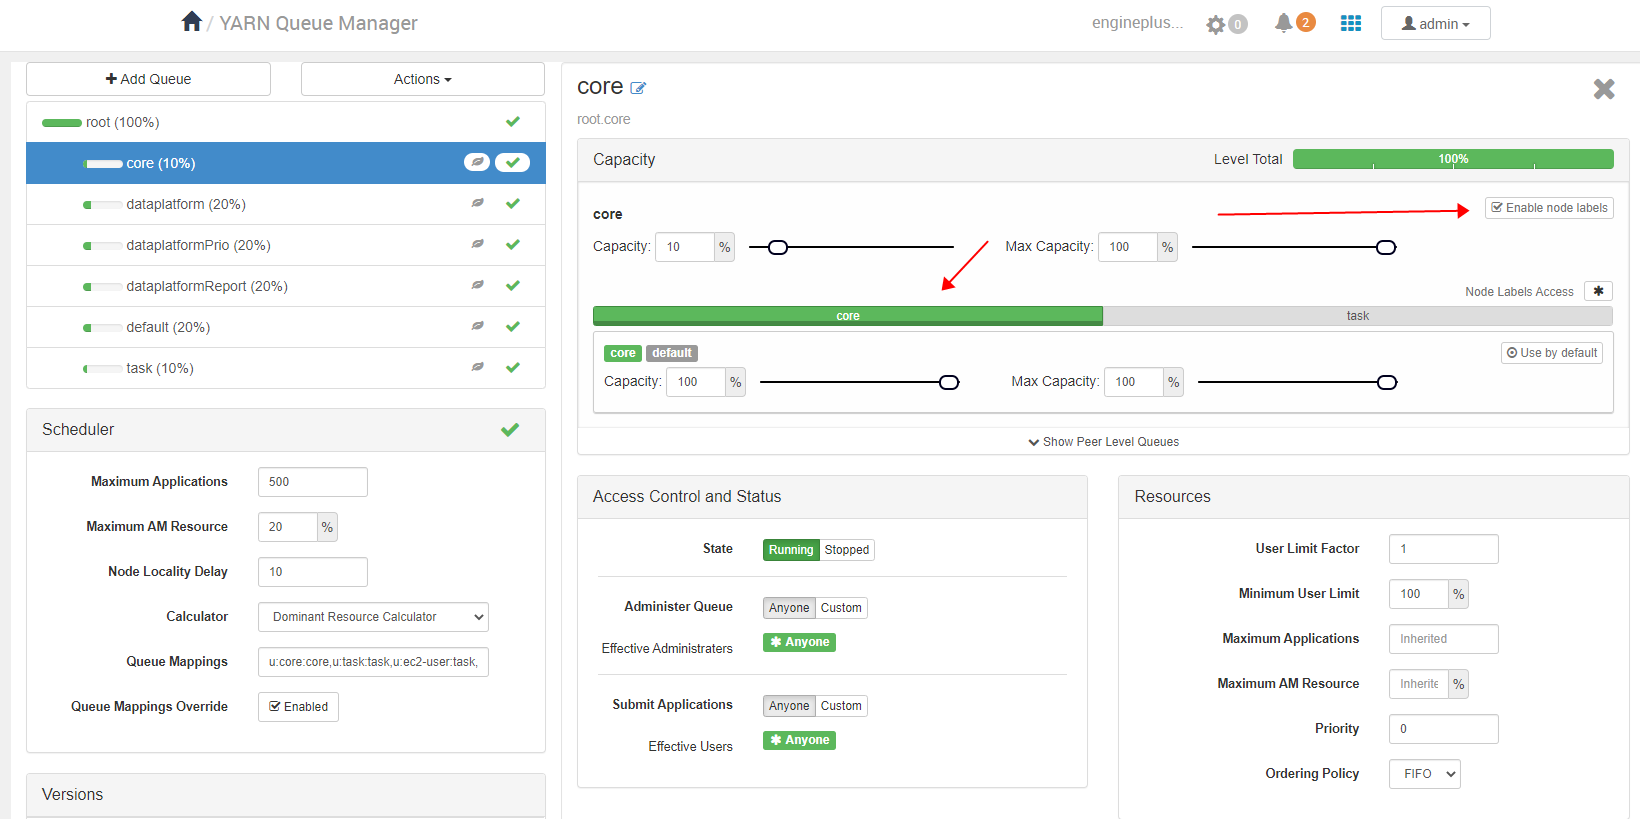 / YARN Queue Manager
engineplus...
0
2
admin
Add Queue
Actions
root (100%)
core (10%)
dataplatform (20%)
dataplatformPrio (20%)
dataplatformReport (20%)
default (20%)
task (10%)
Scheduler
Maximum Applications
500
Maximum AM Resource
20 %
Node Locality Delay
10
Calculator
Dominant Resource Calculator
Queue Mappings
u:core:core,u:task:task,u:ec2-user:task,
Queue Mappings Override
Enabled
Versions
core
root.core
Capacity
Level Total
100%
core
Enable node labels
Capacity: 10 %
Max Capacity: 100 %
Node Labels Access
core
task
core default
Use by default
Capacity: 100 %
Max Capacity: 100 %
Show Peer Level Queues
Access Control and Status
State
Running Stopped
Administer Queue
Anyone Custom
Effective Administraters
Anyone
Submit Applications
Anyone Custom
Effective Users
Anyone
Resources
User Limit Factor
1
Minimum User Limit
100 %
Maximum Applications
Inherited
Maximum AM Resource
Inherite %
Priority
0
Ordering Policy
FIFO